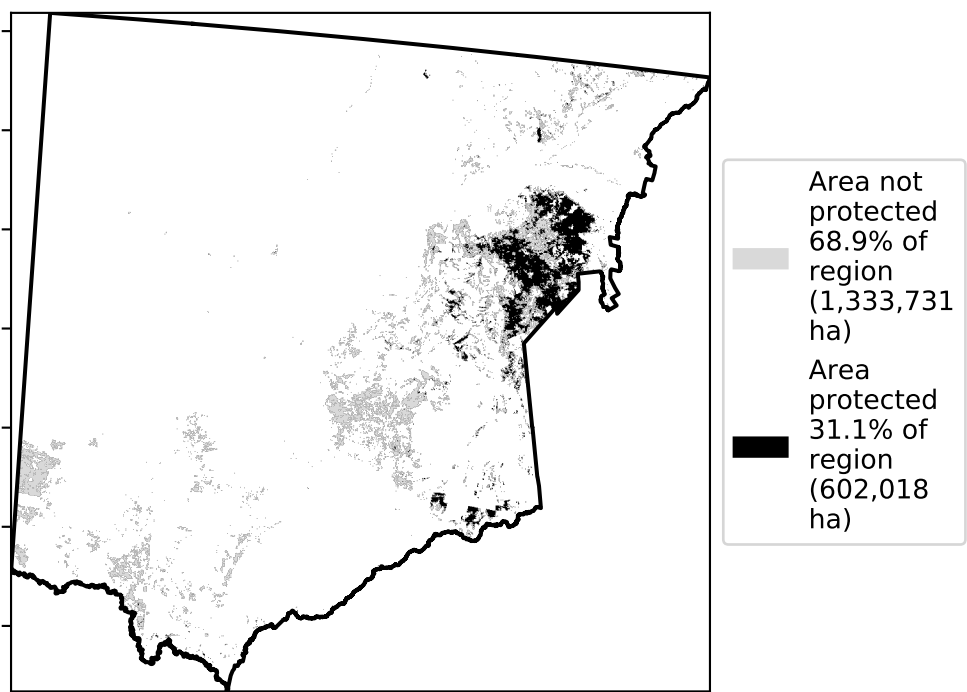 Area not
protected
68.9% of
region
(1,333,731
ha)
Area
protected
31.1% of
region
(602,018
ha)